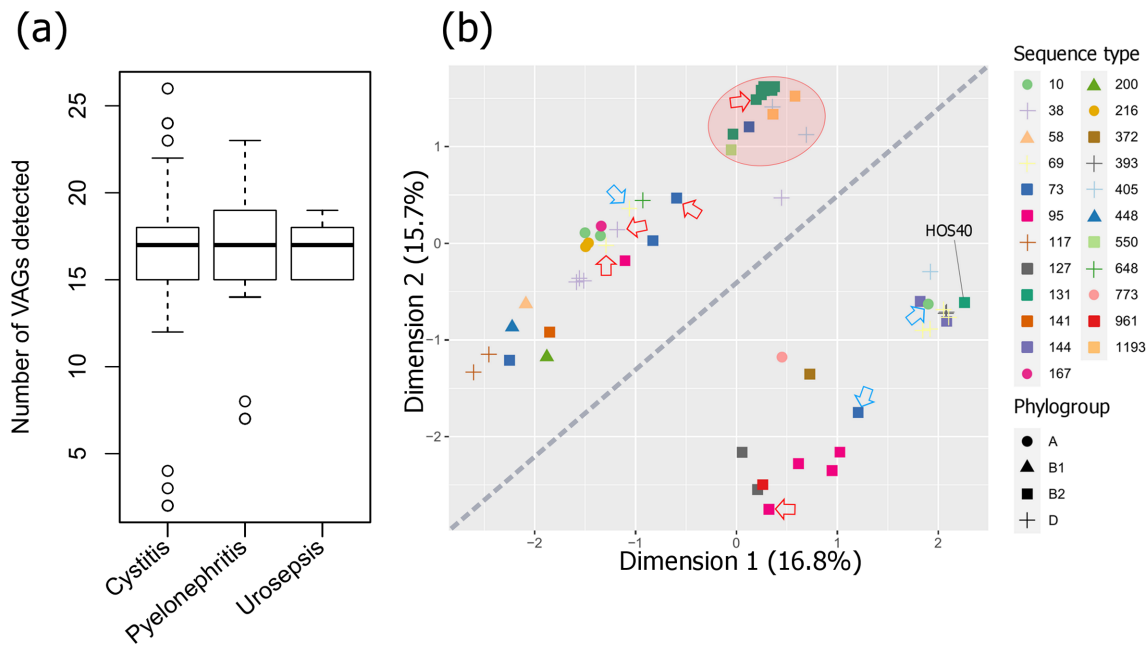 (a)
(b)
Number of VAGs detected
25
20
15
10
5
Cystitis
Pyelonephritis
Urosepsis
Dimension 2 (15.7%)
1
0
−1
−2
−2
−1
0
1
2
Dimension 1 (16.8%)
HOS40
Sequence type
10
38
58
69
73
95
117
127
131
141
144
167
200
216
372
393
405
448
550
648
773
961
1193
Phylogroup
A
B1
B2
D